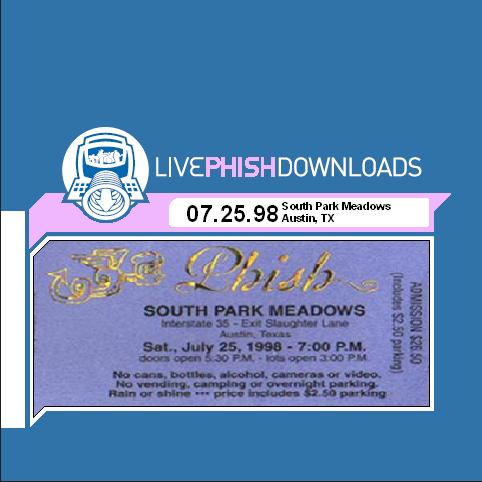 LIVEPHISHDOWNLOADS
07.25.98
South Park Meadows
Austin, TX
Phish
SOUTH PARK MEADOWS
Interstate 35 - Exit Slaughter Lane
Austin, Texas
Sat., July 25, 1998 - 7:00 P.M.
doors open 5:30 P.M. - lots open 3:00 P.M.
No cans, bottles, alcohol, cameras or video.
No vending, camping or overnight parking.
Rain or shine --- price includes $2.50 parking
ADMISSION $26.50
(includes $2.50 parking)